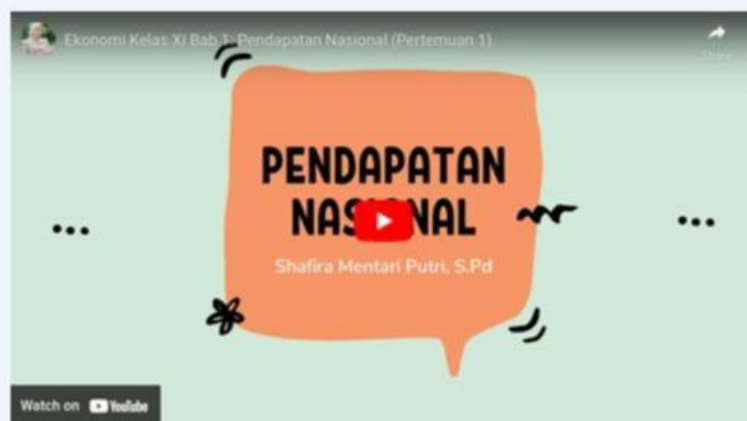 Ekonomi Kelas XI Bab 1: Pendapatan Nasional (Pertemuan 1)
Share
PENDAPATAN
NASIONAL
Shafira Mentari Putri, S.Pd
Watch on YouTube